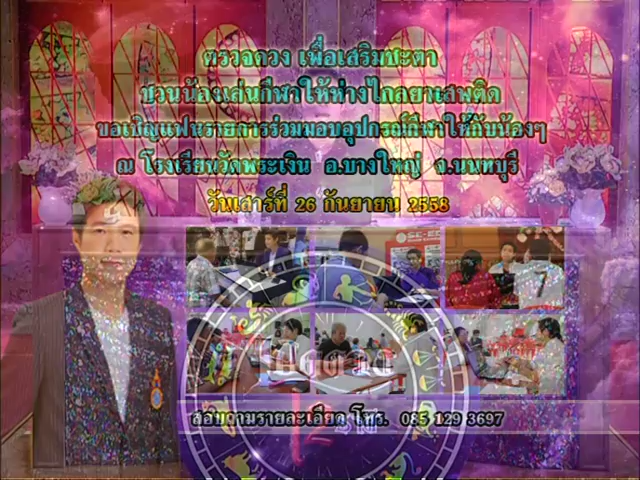 ตรวจดวง เพื่อเสริมชะตา
ชวนน้องเล่นกีฬาให้ห่างไกลยาเสพติด
ขอเชิญแฟนรายการร่วมมอบอุปกรณ์กีฬาให้กับน้องๆ
ณ โรงเรียนวัดพระเงิน อ.บางใหญ่ จ.นนทบุรี
วันเสาร์ที่ 26 กันยายน 2558
SE-ED
7
สอบถามรายละเอียด โทร. 085 129 3697